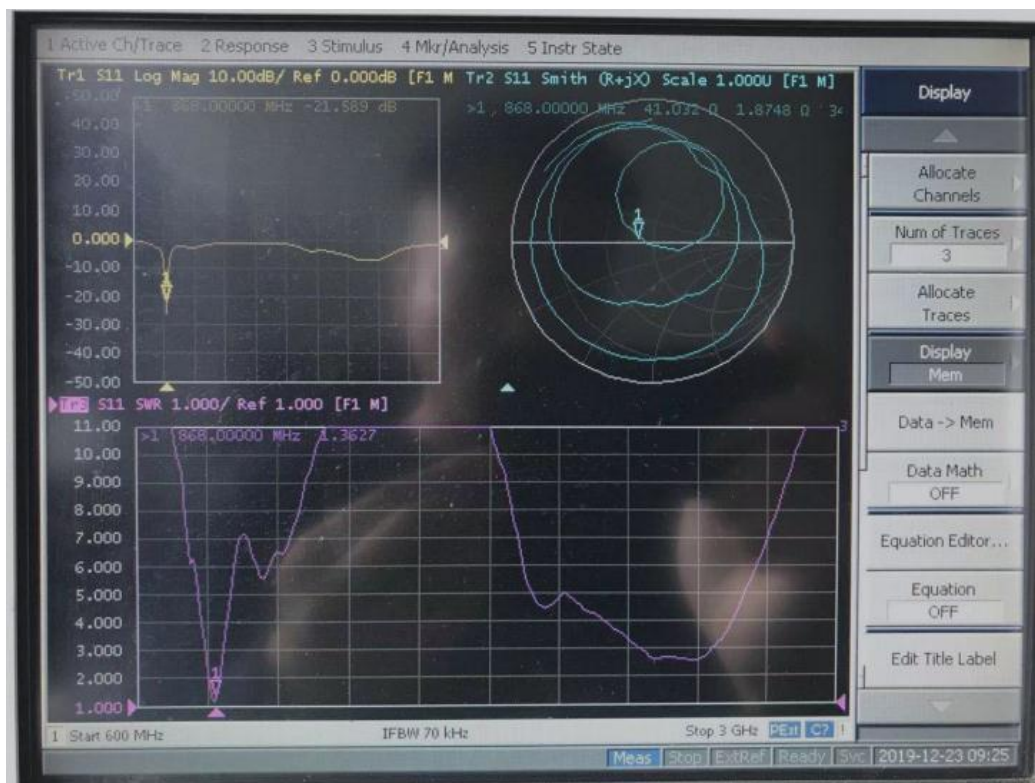 1 Active Ch/Trace 2 Response 3 Stimulus 4 Mkr/Analysis 5 Instr State
Tr1 S11 Log Mag 10.00dB/ Ref 0.000dB [F1 M
Tr2 S11 Smith (R+jX) Scale 1.000U [F1 M]
50.00
>1 868.00000 MHz -21.589 dB
>1 868.00000 MHz 41.032 Ω 1.8748 Ω
40.00
30.00
20.00
10.00
0.000
-10.00
-20.00
-30.00
-40.00
-50.00
1
1
Tr3 S11 SWR 1.000/ Ref 1.000 [F1 M]
11.00
>1 868.00000 MHz 1.3627
3
10.00
9.000
8.000
7.000
6.000
5.000
4.000
3.000
2.000
1.000
1
1 Start 600 MHz IFBW 70 kHz Stop 3 GHz PExt C? !
Display
Allocate
Channels
Num of Traces
3
Allocate
Traces
Display
Mem
Data -> Mem
Data Math
OFF
Equation Editor...
Equation
OFF
Edit Title Label
Meas Stop ExtRef Ready Svc 2019-12-23 09:25